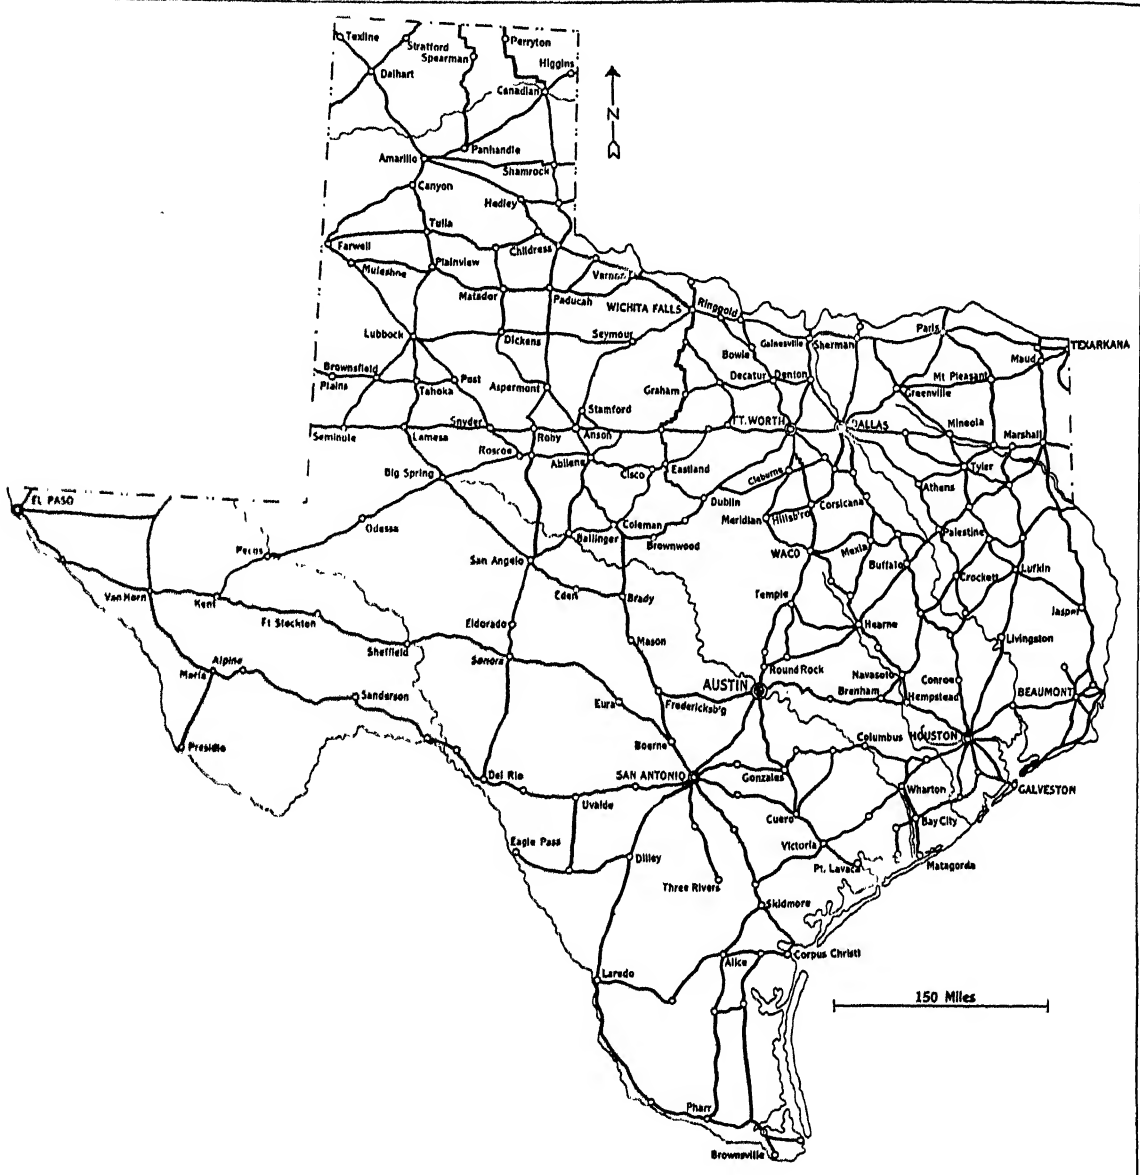 Texline
Stratford
Perryton
Spearman
Higgins
Dalhart
Canadian
N
Panhandle
Amarillo
Shamrock
Canyon
Hedley
Tulia
Farwell
Childress
Plainview
Muleshoe
Vernon
Matador
Paducah
WICHITA FALLS
Ringgold
Lubbock
Dickens
Seymour
Gainesville
Sherman
Paris
TEXARKANA
Bowie
Maud
Brownsfield
Plains
Post
Tahoka
Aspermont
Graham
Decatur
Denton
Mt Pleasant
Greenville
Stamford
Seminole
Lamesa
Snyder
Roby
Anson
FT. WORTH
DALLAS
Mineola
Marshall
Roscoe
Abilene
Big Spring
Cisco
Eastland
Cleburne
Tyler
Athens
EL PASO
Odessa
Dublin
Corsicana
Coleman
Meridian
Hillsb'ro
Palestine
Ballinger
Brownwood
Pecos
San Angelo
WACO
Mexia
Buffalo
Lufkin
Crockett
Van Horn
Kent
Eden
Brady
Temple
Jasper
Ft Stockton
Eldorado
Hearne
Mason
Livingston
Sheffield
Sonora
Round Rock
Alpine
Marfa
Navasota
Conroe
AUSTIN
Brenham
Hempstead
BEAUMONT
Sanderson
Eura
Fredericksb'g
Presidio
Boerne
Columbus
HOUSTON
Del Rio
SAN ANTONIO
Gonzales
Wharton
GALVESTON
Uvalde
Cuero
Bay City
Eagle Pass
Victoria
Dilley
Pt. Lavaca
Matagorda
Three Rivers
Skidmore
Alice
Corpus Christi
Laredo
150 Miles
Pharr
Brownsville